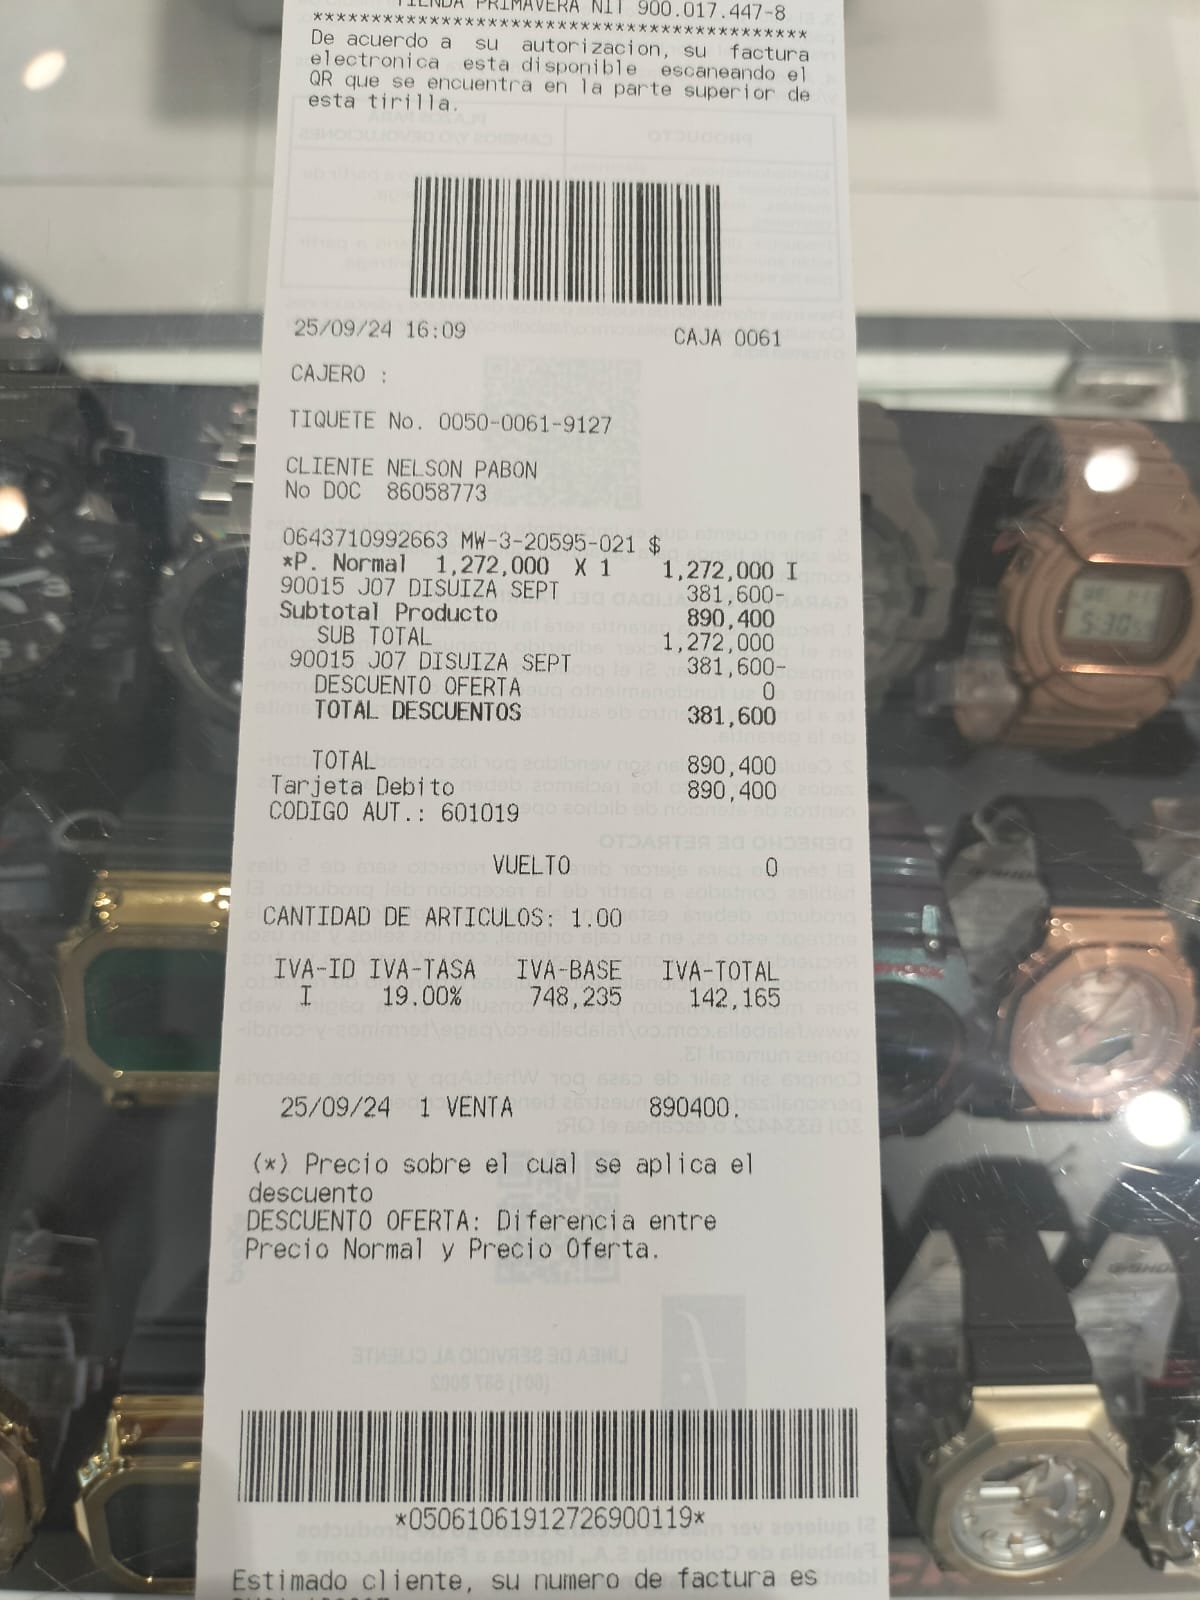 TIENDA PRIMAVERA NIT 900.017.447-8
********************************************
De acuerdo a su autorizacion, su factura
electronica esta disponible escaneando el
QR que se encuentra en la parte superior de
esta tirilla.
25/09/24 16:09 CAJA 0061
CAJERO :
TIQUETE No. 0050-0061-9127
CLIENTE NELSON PABON
No DOC 86058773
0643710992663 MW-3-20595-021 $
*P. Normal 1,272,000 X 1 1,272,000 I
90015 J07 DISUIZA SEPT 381,600-
Subtotal Producto 890,400
SUB TOTAL 1,272,000
90015 J07 DISUIZA SEPT 381,600-
DESCUENTO OFERTA 0
TOTAL DESCUENTOS 381,600
TOTAL 890,400
Tarjeta Debito 890,400
CODIGO AUT.: 601019
VUELTO 0
CANTIDAD DE ARTICULOS: 1.00
IVA-ID IVA-TASA IVA-BASE IVA-TOTAL
I 19.00% 748,235 142,165
25/09/24 1 VENTA 890400.
(*) Precio sobre el cual se aplica el
descuento
DESCUENTO OFERTA: Diferencia entre
Precio Normal y Precio Oferta.
*05061061912726900119*
Estimado cliente, su numero de factura es